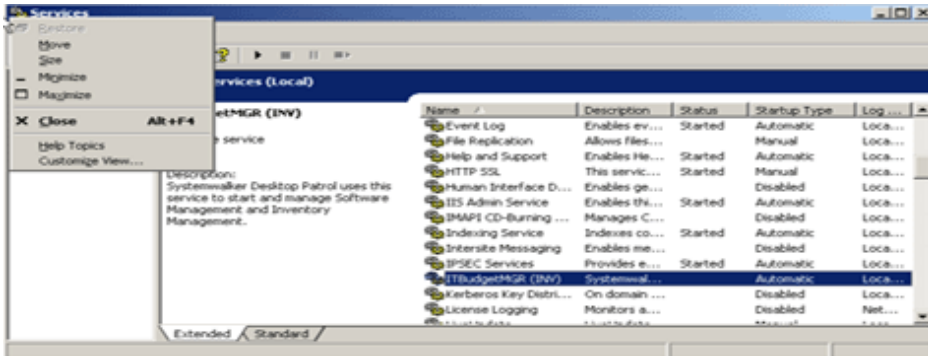 Services
Restore
Move
Size
Minimize
Maximize
Close Alt+F4
Help Topics
Customize View...
ervices (Local)
etMGR (INV)
e service
Description:
Systemwalker Desktop Patrol uses this
service to start and manage Software
Management and Inventory
Management.
Name Description Status Startup Type Log ...
Event Log Enables ev... Started Automatic Loca...
File Replication Allows files... Manual Loca...
Help and Support Enables He... Started Automatic Loca...
HTTP SSL This servic... Started Manual Loca...
Human Interface D... Enables ge... Disabled Loca...
IIS Admin Service Enables thi... Started Automatic Loca...
IMAPI CD-Burning ... Manages C... Disabled Loca...
Indexing Service Indexes co... Started Automatic Loca...
Intersite Messaging Enables me... Disabled Loca...
IPSEC Services Provides e... Started Automatic Loca...
ITBudgetMGR (INV) Systemwal... Automatic Loca...
Kerberos Key Distri... On domain ... Disabled Loca...
License Logging Monitors a... Disabled Net...
Extended Standard